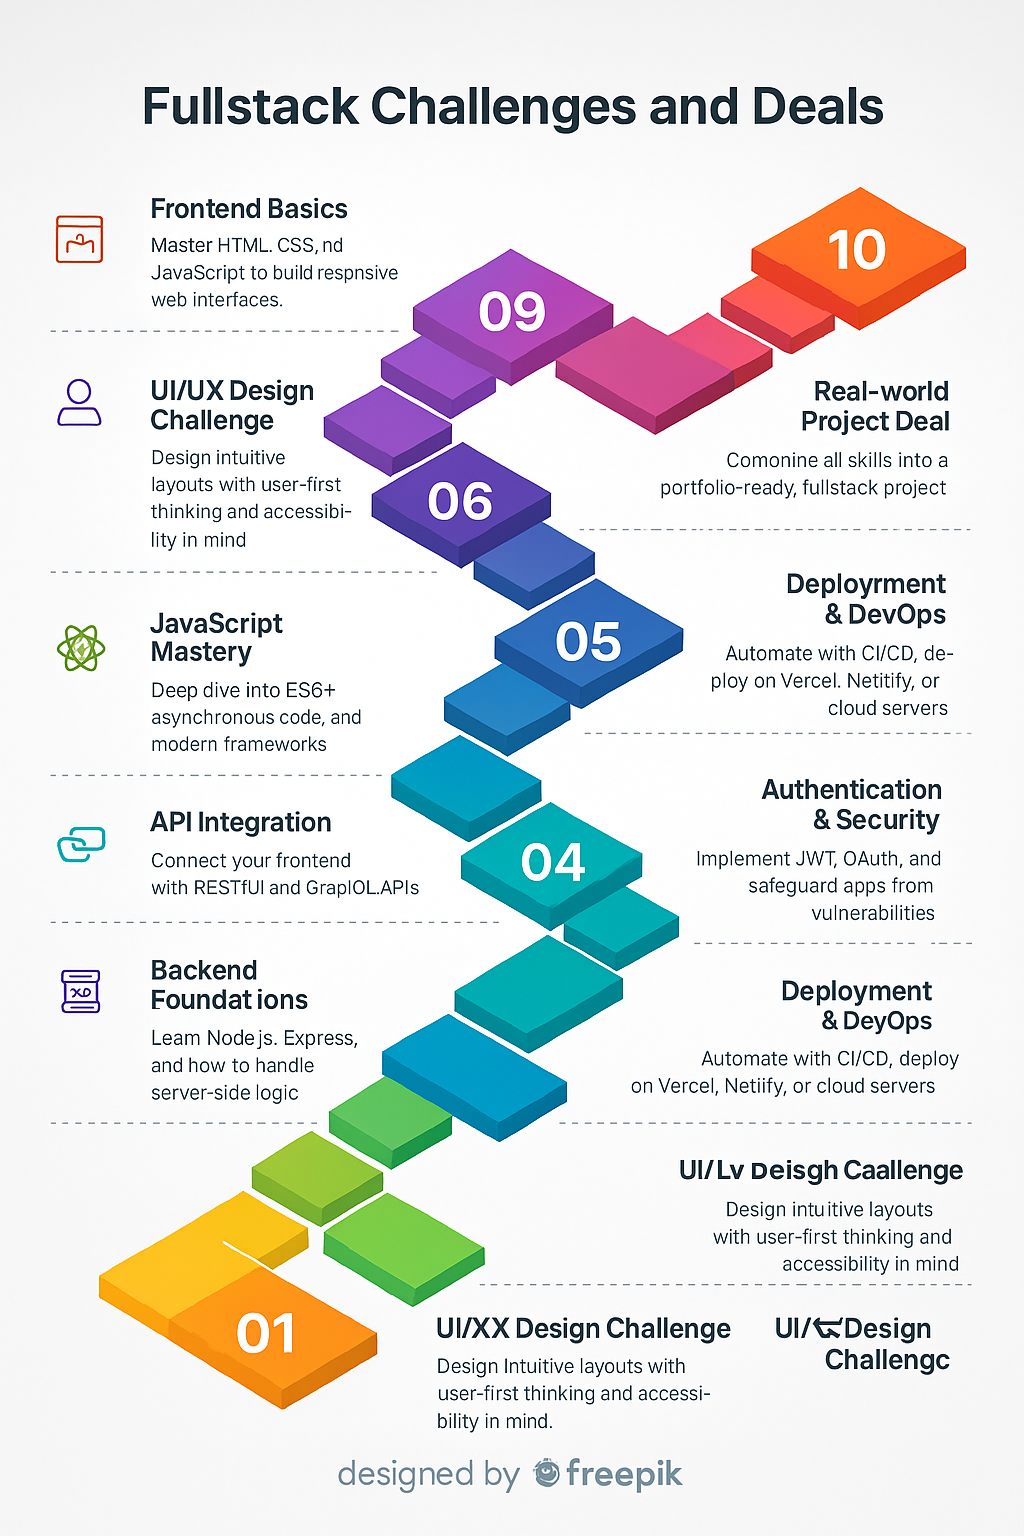 Fullstack Challenges and Deals
Frontend Basics
Master HTML. CSS, nd
JavaScript to build respnsive
web interfaces.
UI/UX Design
Challenge
Design intuitive
layouts with user-first
thinking and accessibi-
lity in mind
JavaScript
Mastery
Deep dive into ES6+
asynchronous code, and
modern frameworks
API Integration
Connect your frontend
with RESTfUI and GraplOL.APIs
Backend
Foundat ions
Leam Node js. Express,
and how to handle
server-side logic
10
09
06
05
04
01
Real-world
Project Deal
Comonine all skills into a
portfolio-ready, fullstack project
Deployrment
& DevOps
Automate with CI/CD, de-
ploy on Vercel. Netitify, or
cloud servers
Authentication
& Security
Implement JWT, OAuth, and
safeguard apps from
vulnerabilities
Deployment
& DeyOps
Automate with CI/CD, deploy
on Vercel, Netiify, or cloud servers
UI/Lv Deisgh Caallenge
Design intuitive layouts
with user-first thinking and
accessibility in mind
UI/XX Design Challenge
Design Intuitive layouts with
user-first thinking and accessi-
bility in mind.
UI/ Design
Challengc
designed by freepik